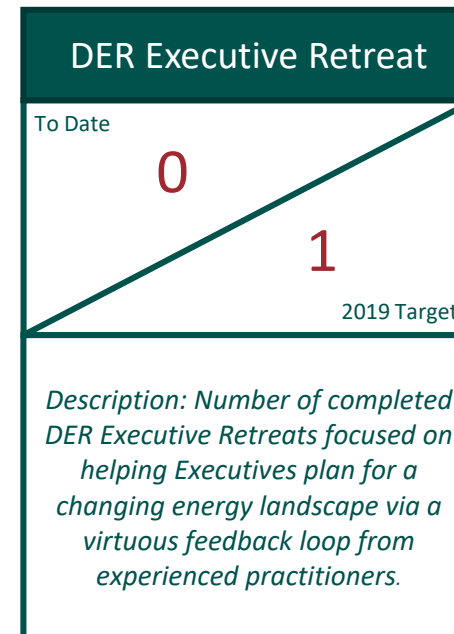 DER Executive Retreat
To Date
0
1
2019 Target
Description: Number of completed
DER Executive Retreats focused on
helping Executives plan for a
changing energy landscape via a
virtuous feedback loop from
experienced practitioners.